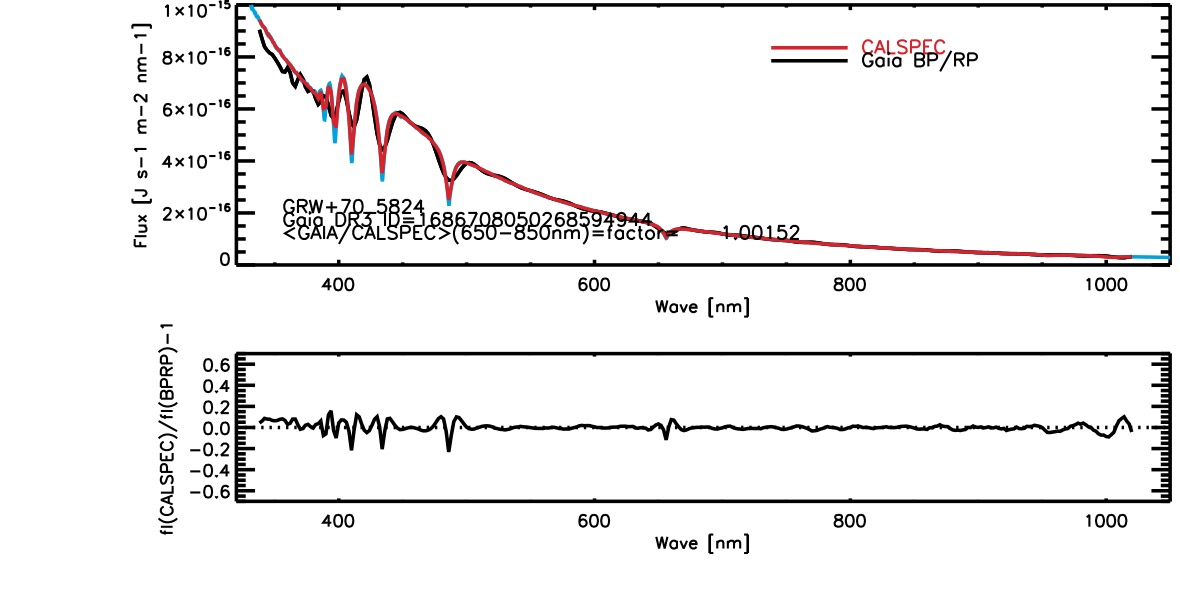 1×10⁻¹⁵
8×10⁻¹⁶
6×10⁻¹⁶
4×10⁻¹⁶
2×10⁻¹⁶
0
Flux [J s−1 m−2 nm−1]
CALSPEC
Gaia BP/RP
GRW+70_5824
Gaia DR3 ID=1686708050268594944
<GAIA/CALSPEC>(650−850nm)=factor= 1.00152
400 600 800 1000
Wave [nm]
0.6
0.4
0.2
0.0
−0.2
−0.4
−0.6
fl(CALSPEC)/fl(BPRP)−1
400 600 800 1000
Wave [nm]